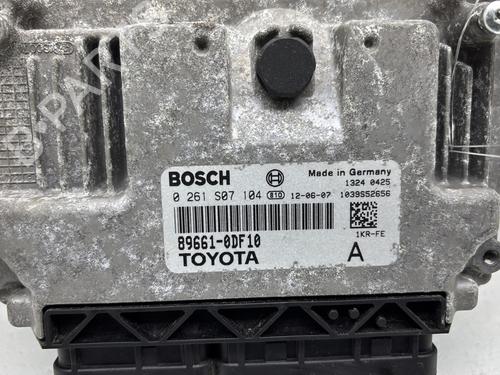 BOSCH
Made in Germany
1324 0425
0 261 S07 104 810 12-06-07 1039S52656
89661-0DF10
1KR-FE
TOYOTA
A